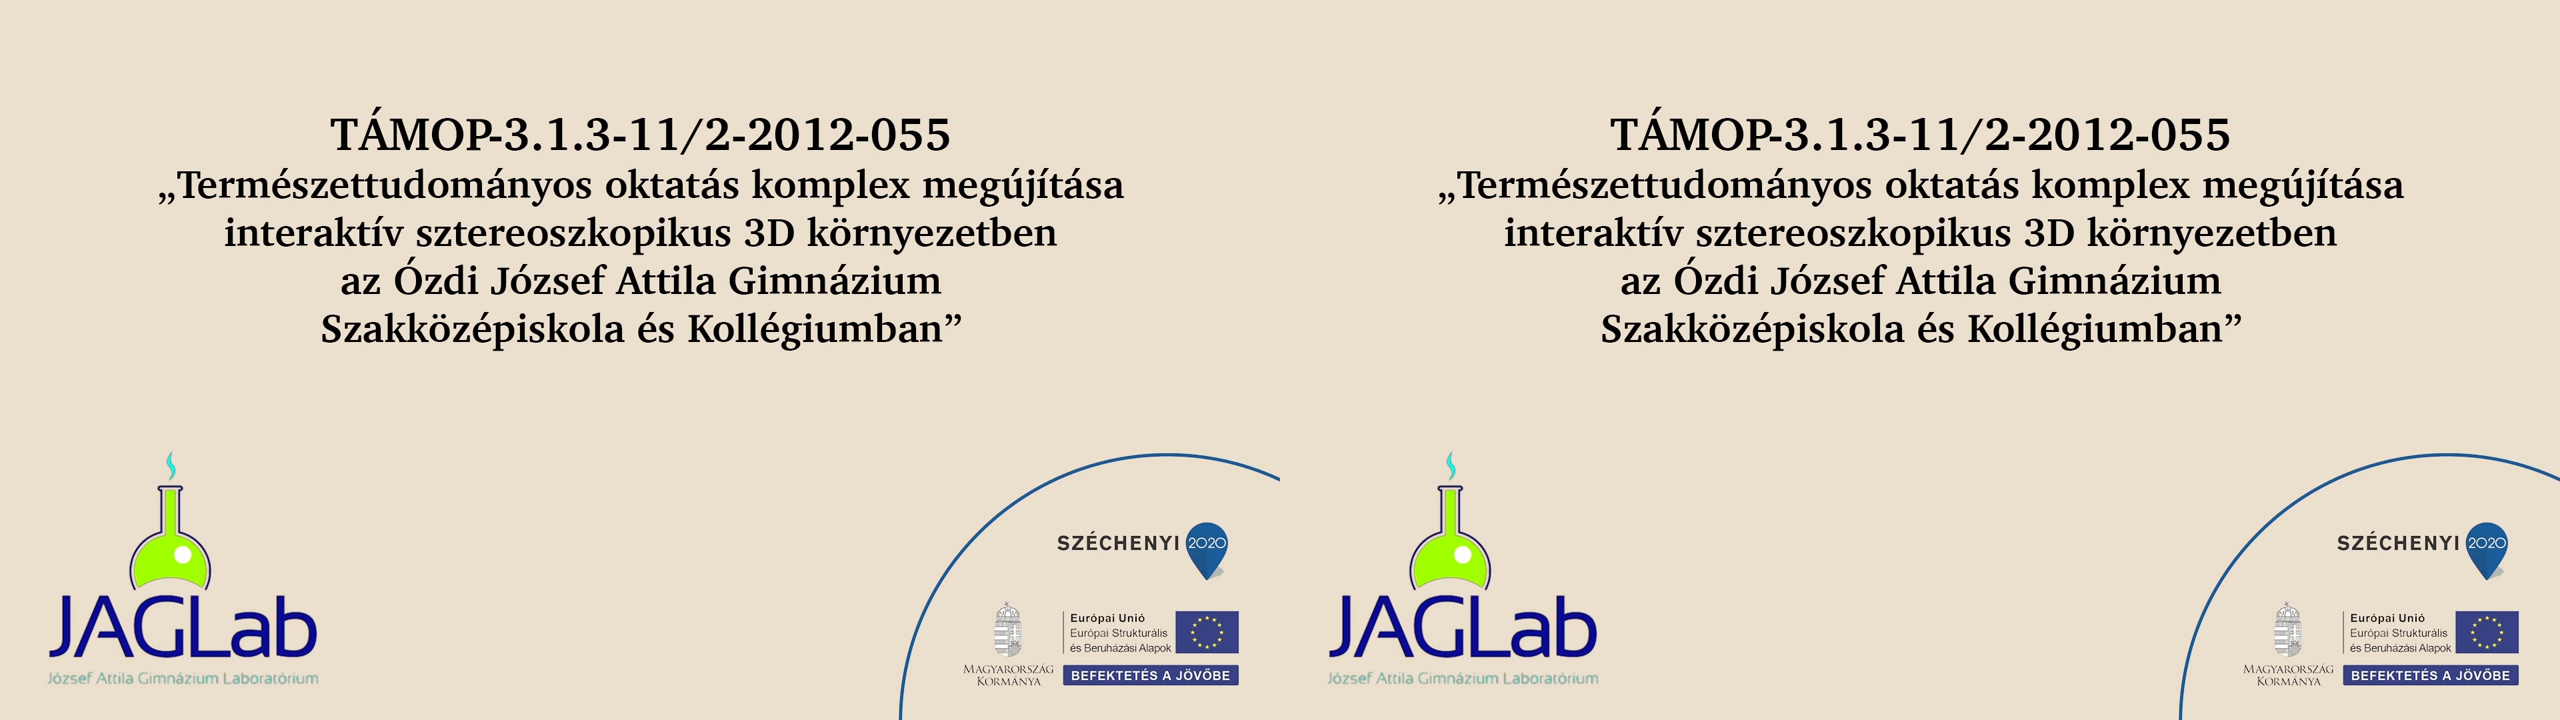 TÁMOP-3.1.3-11/2-2012-055
„Természettudományos oktatás komplex megújítása
interaktív sztereoszkopikus 3D környezetben
az Ózdi József Attila Gimnázium
Szakközépiskola és Kollégiumban”
JAGLab
József Attila Gimnázium Laboratórium
SZÉCHENYI 2020
MAGYARORSZÁG
KORMÁNYA
Európai Unió
Európai Strukturális
és Beruházási Alapok
BEFEKTETÉS A JÖVŐBE
TÁMOP-3.1.3-11/2-2012-055
„Természettudományos oktatás komplex megújítása
interaktív sztereoszkopikus 3D környezetben
az Ózdi József Attila Gimnázium
Szakközépiskola és Kollégiumban”
JAGLab
József Attila Gimnázium Laboratórium
SZÉCHENYI 2020
MAGYARORSZÁG
KORMÁNYA
Európai Unió
Európai Strukturális
és Beruházási Alapok
BEFEKTETÉS A JÖVŐBE